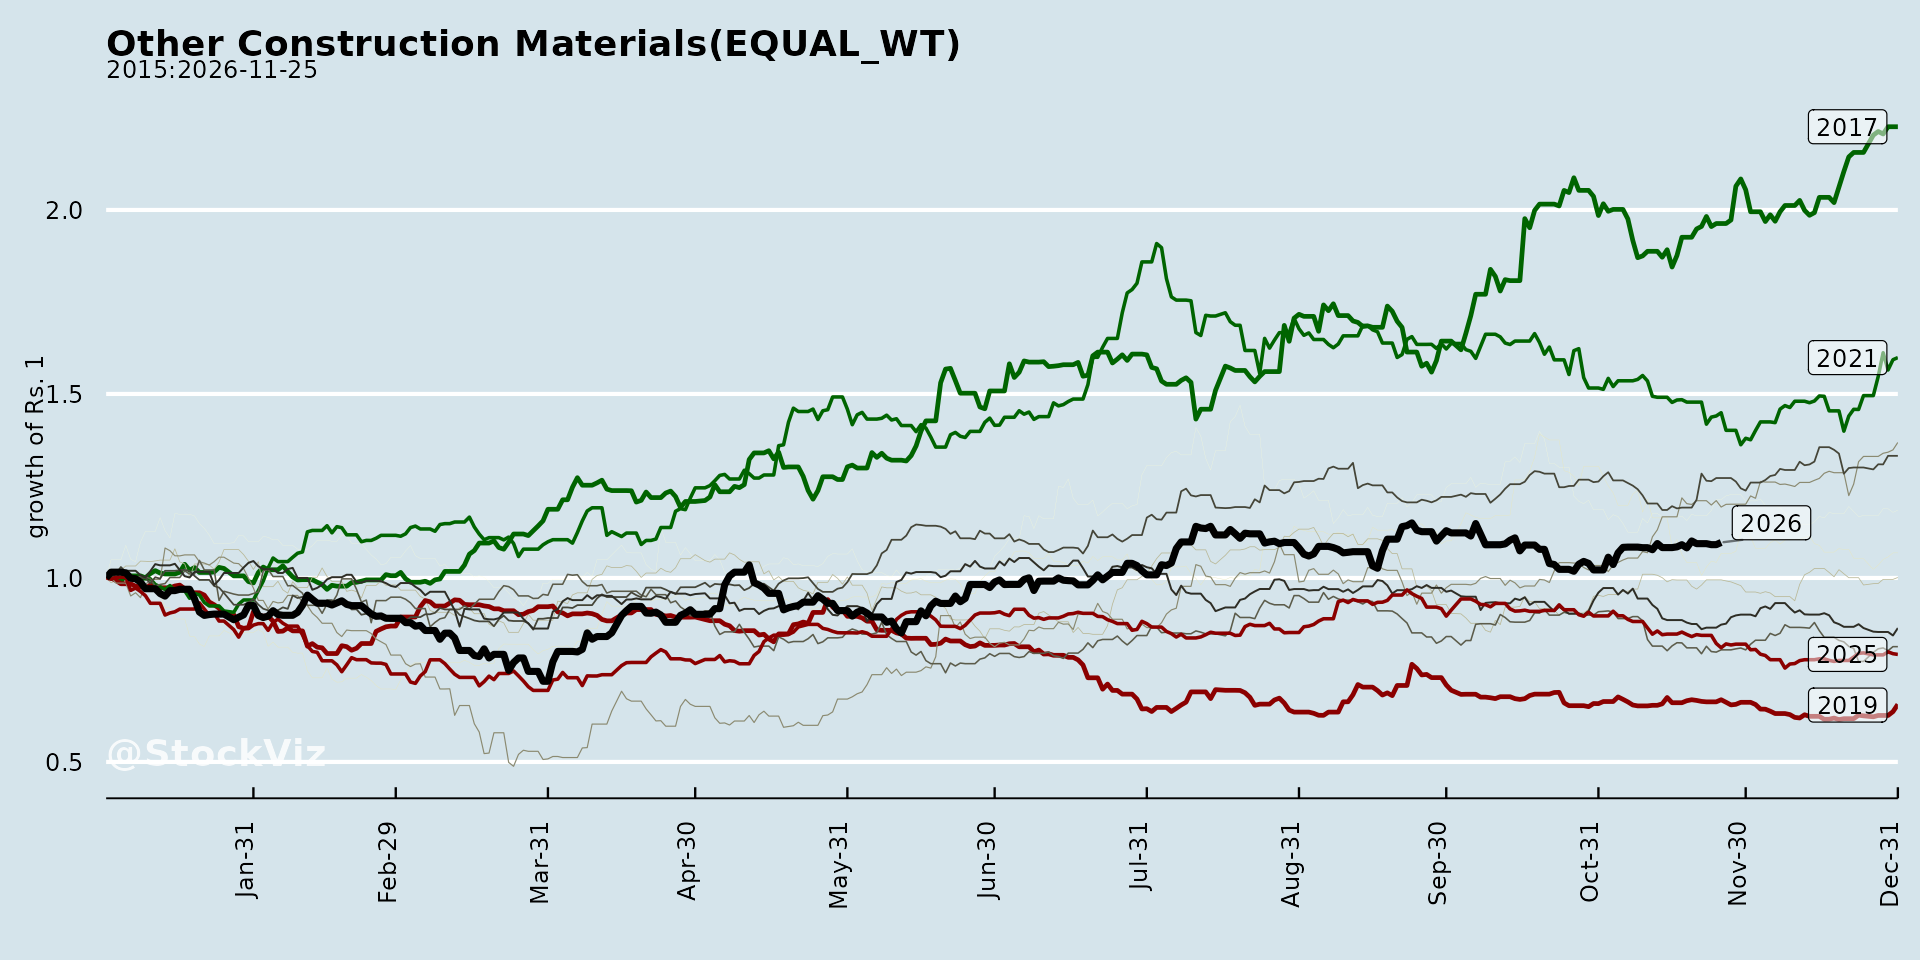 Other Construction Materials(EQUAL_WT)
2015:2026-11-25
growth of Rs. 1
2.0
1.5
1.0
0.5
2017
2021
2026
2025
2019
@StockViz
Jan-31
Feb-29
Mar-31
Apr-30
May-31
Jun-30
Jul-31
Aug-31
Sep-30
Oct-31
Nov-30
Dec-31